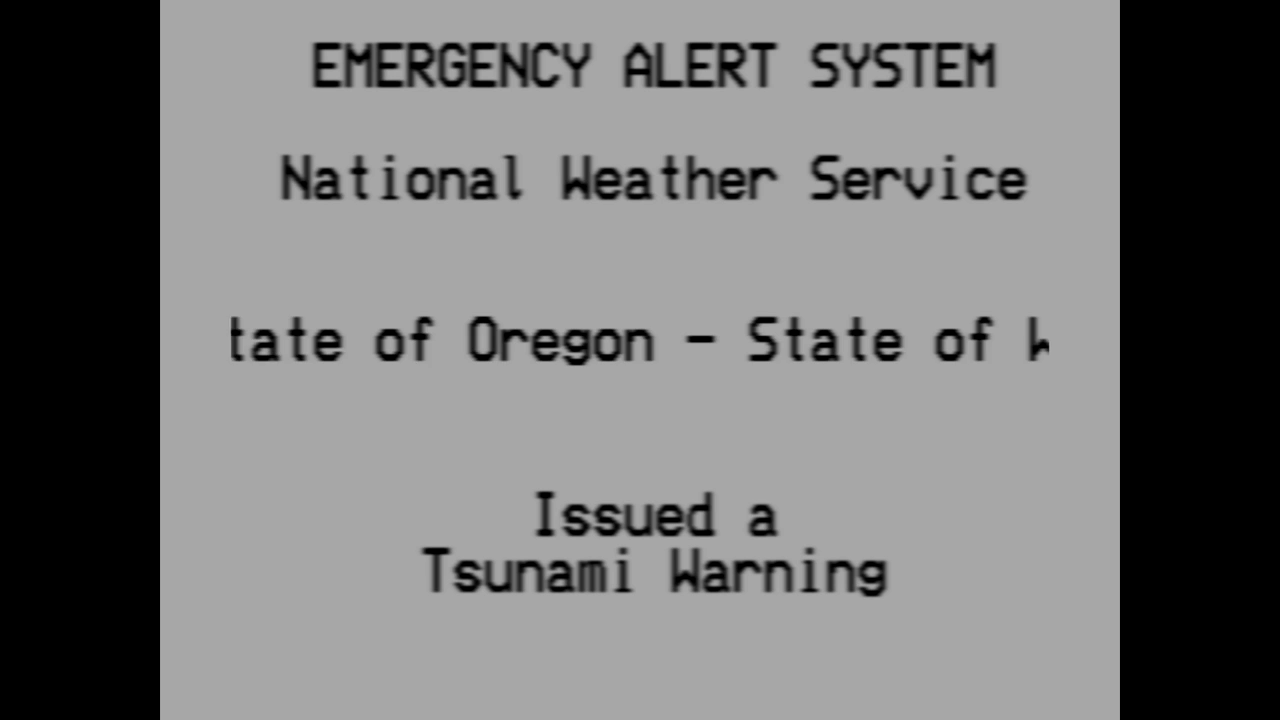 EMERGENCY ALERT SYSTEM
National Weather Service
tate of Oregon - State of
Issued a
Tsunami Warning